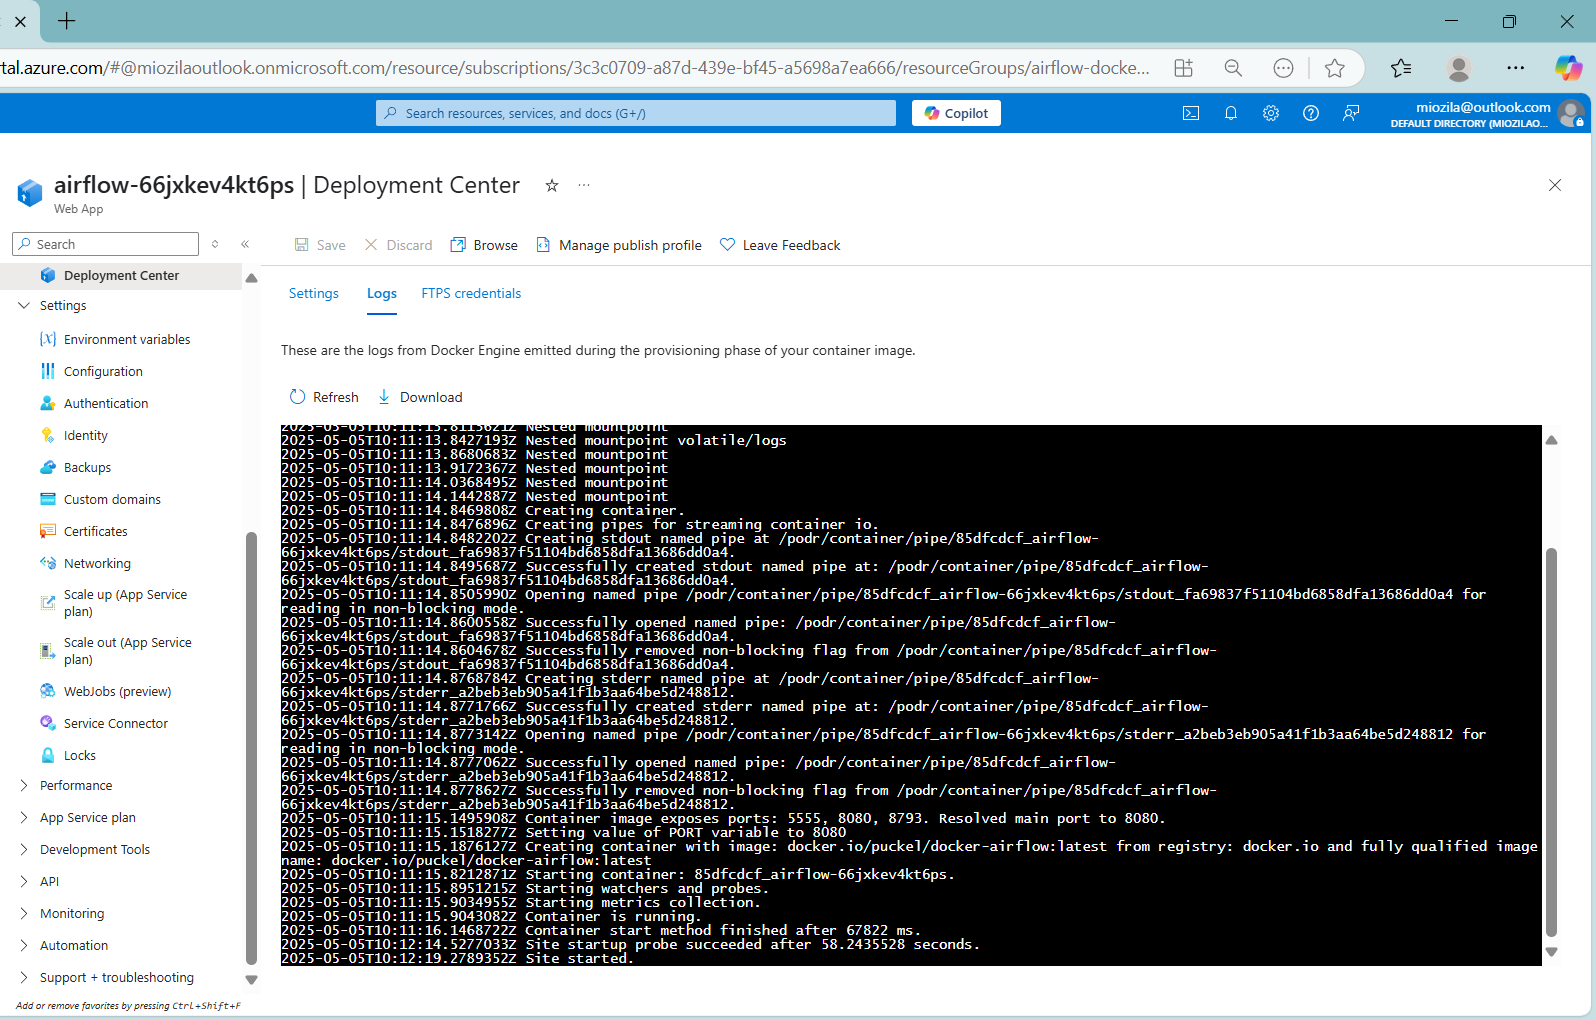 tal.azure.com/#@miozilaoutlook.onmicrosoft.com/resource/subscriptions/3c3c0709-a87d-439e-bf45-a5698a7ea666/resourceGroups/airflow-docke...
Search resources, services, and docs (G+/)
Copilot
miozila@outlook.com
DEFAULT DIRECTORY (MIOZILAO...
airflow-66jxkev4kt6ps | Deployment Center
Web App
Search
Save
Discard
Browse
Manage publish profile
Leave Feedback
Deployment Center
Settings
Environment variables
Configuration
Authentication
Identity
Backups
Custom domains
Certificates
Networking
Scale up (App Service
plan)
Scale out (App Service
plan)
WebJobs (preview)
Service Connector
Locks
Performance
App Service plan
Development Tools
API
Monitoring
Automation
Support + troubleshooting
Add or remove favorites by pressing Ctrl+Shift+F
Settings
Logs
FTPS credentials
These are the logs from Docker Engine emitted during the provisioning phase of your container image.
Refresh
Download
2025-05-05T10:11:13.8115621Z Nested mountpoint
2025-05-05T10:11:13.8427193Z Nested mountpoint volatile/logs
2025-05-05T10:11:13.8680683Z Nested mountpoint
2025-05-05T10:11:13.9172367Z Nested mountpoint
2025-05-05T10:11:14.0368495Z Nested mountpoint
2025-05-05T10:11:14.1442887Z Nested mountpoint
2025-05-05T10:11:14.8469808Z Creating container.
2025-05-05T10:11:14.8476896Z Creating pipes for streaming container io.
2025-05-05T10:11:14.8482202Z Creating stdout named pipe at /podr/container/pipe/85dfcdcf_airflow-
66jxkev4kt6ps/stdout_fa69837f51104bd6858dfa13686dd0a4.
2025-05-05T10:11:14.8495687Z Successfully created stdout named pipe at: /podr/container/pipe/85dfcdcf_airflow-
66jxkev4kt6ps/stdout_fa69837f51104bd6858dfa13686dd0a4.
2025-05-05T10:11:14.8505990Z Opening named pipe /podr/container/pipe/85dfcdcf_airflow-66jxkev4kt6ps/stdout_fa69837f51104bd6858dfa13686dd0a4 for
reading in non-blocking mode.
2025-05-05T10:11:14.8600558Z Successfully opened named pipe: /podr/container/pipe/85dfcdcf_airflow-
66jxkev4kt6ps/stdout_fa69837f51104bd6858dfa13686dd0a4.
2025-05-05T10:11:14.8604678Z Successfully removed non-blocking flag from /podr/container/pipe/85dfcdcf_airflow-
66jxkev4kt6ps/stdout_fa69837f51104bd6858dfa13686dd0a4.
2025-05-05T10:11:14.8768784Z Creating stderr named pipe at /podr/container/pipe/85dfcdcf_airflow-
66jxkev4kt6ps/stderr_a2beb3eb905a41f1b3aa64be5d248812.
2025-05-05T10:11:14.8771766Z Successfully created stderr named pipe at: /podr/container/pipe/85dfcdcf_airflow-
66jxkev4kt6ps/stderr_a2beb3eb905a41f1b3aa64be5d248812.
2025-05-05T10:11:14.8773142Z Opening named pipe /podr/container/pipe/85dfcdcf_airflow-66jxkev4kt6ps/stderr_a2beb3eb905a41f1b3aa64be5d248812 for
reading in non-blocking mode.
2025-05-05T10:11:14.8777062Z Successfully opened named pipe: /podr/container/pipe/85dfcdcf_airflow-
66jxkev4kt6ps/stderr_a2beb3eb905a41f1b3aa64be5d248812.
2025-05-05T10:11:14.8778627Z Successfully removed non-blocking flag from /podr/container/pipe/85dfcdcf_airflow-
66jxkev4kt6ps/stderr_a2beb3eb905a41f1b3aa64be5d248812.
2025-05-05T10:11:15.1495908Z Container image exposes ports: 5555, 8080, 8793. Resolved main port to 8080.
2025-05-05T10:11:15.1518277Z Setting value of PORT variable to 8080
2025-05-05T10:11:15.1876127Z Creating container with image: docker.io/puckel/docker-airflow:latest from registry: docker.io and fully qualified image
name: docker.io/puckel/docker-airflow:latest
2025-05-05T10:11:15.8212871Z Starting container: 85dfcdcf_airflow-66jxkev4kt6ps.
2025-05-05T10:11:15.8951215Z Starting watchers and probes.
2025-05-05T10:11:15.9034955Z Starting metrics collection.
2025-05-05T10:11:15.9043082Z Container is running.
2025-05-05T10:11:16.1468722Z Container start method finished after 67822 ms.
2025-05-05T10:12:14.5277033Z Site startup probe succeeded after 58.2435528 seconds.
2025-05-05T10:12:19.2789352Z Site started.